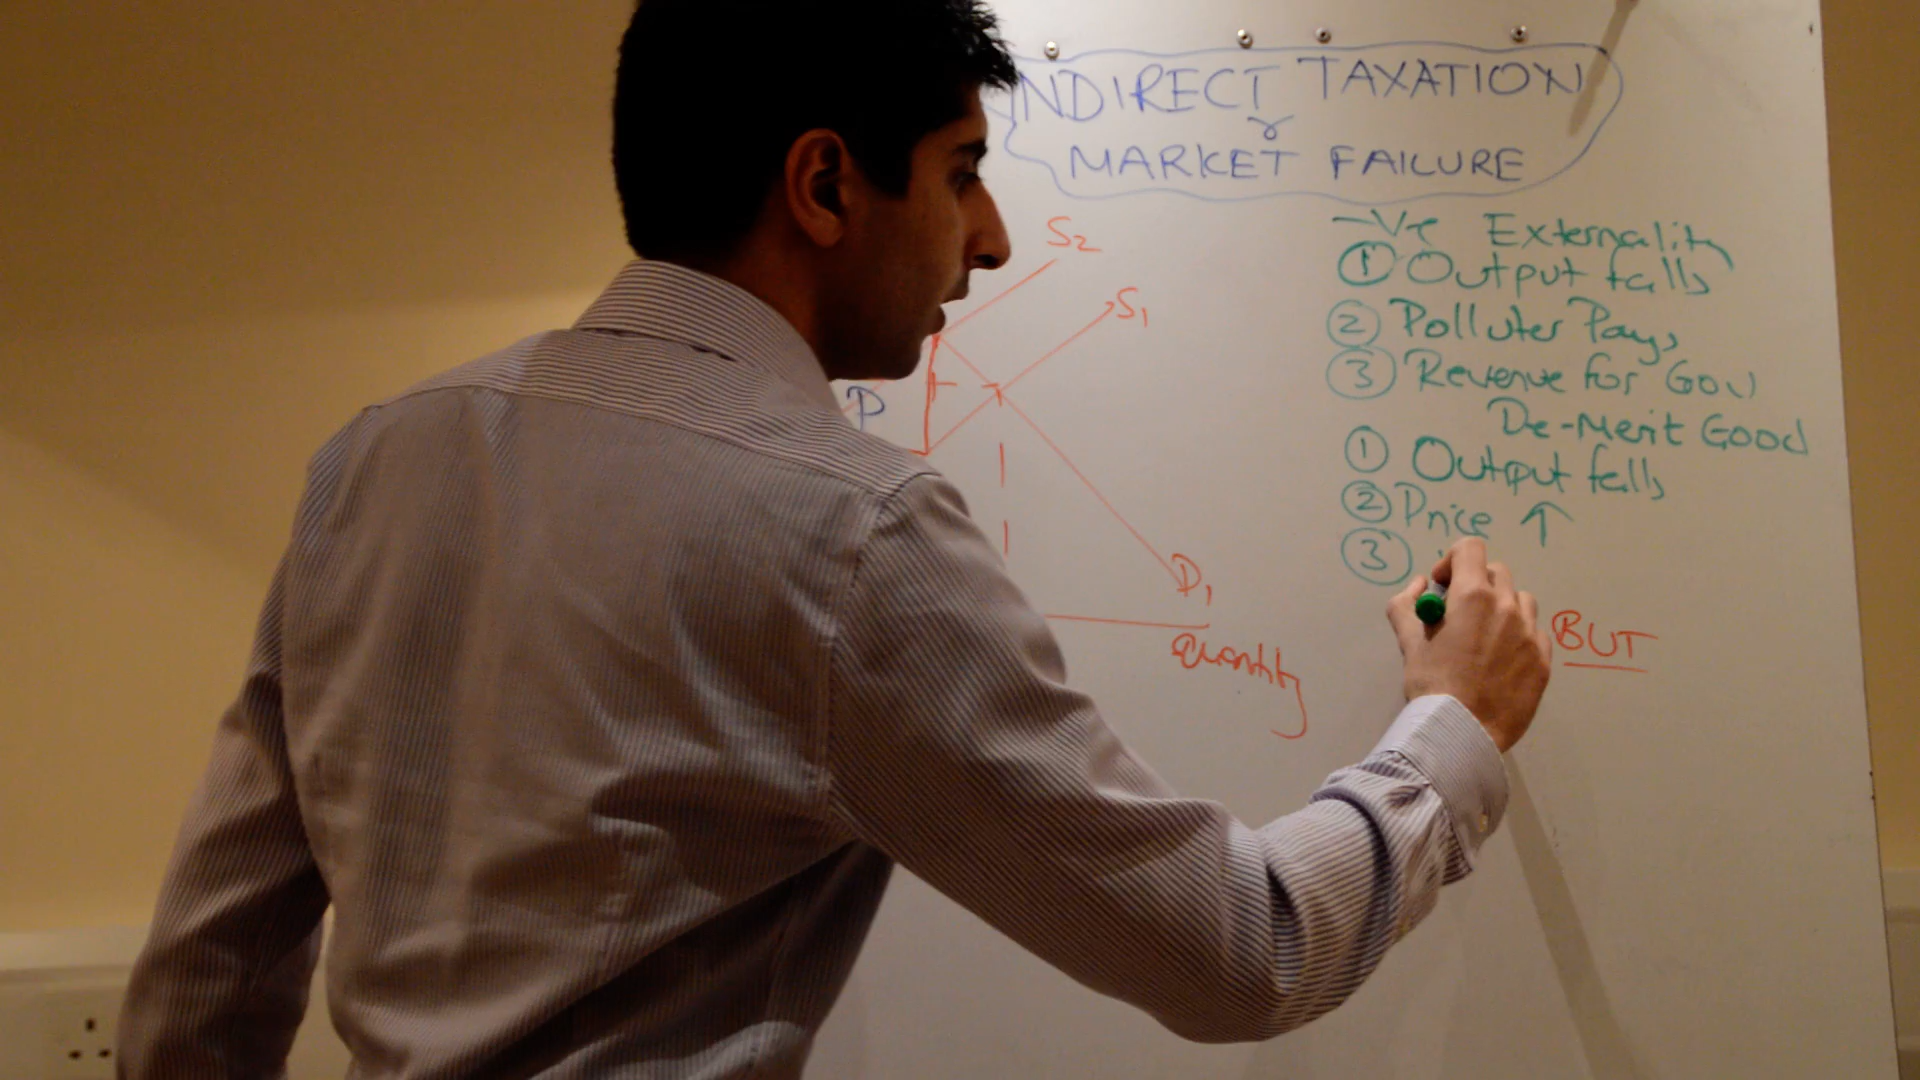 INDIRECT TAXATION
&
MARKET FAILURE
S2
S1
P
D1
Quantity
-Ve Externality
① Output falls
② Polluter Pays
③ Revenue for Gov
De-Merit Good
① Output falls
② Price ↑
③
BUT